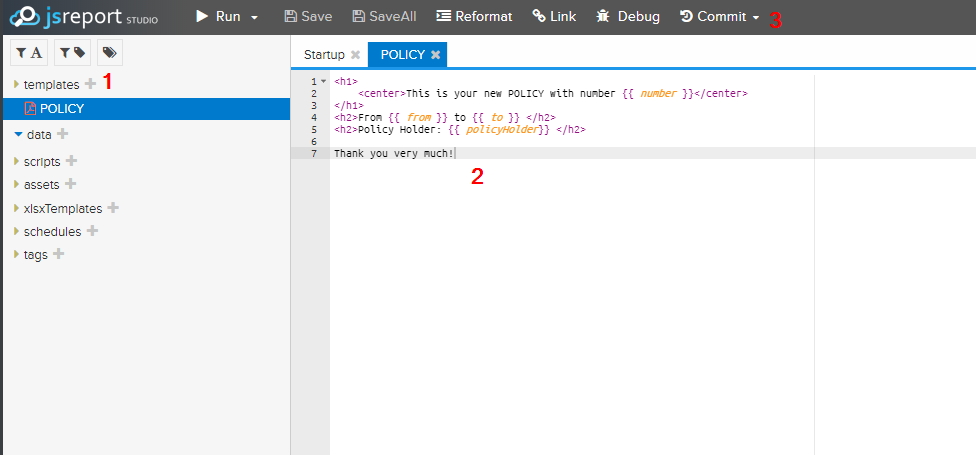 jsreport STUDIO Run Save SaveAll Reformat Link Debug Commit 3
A
templates 1
POLICY
data
scripts
assets
xlsxTemplates
schedules
tags
Startup POLICY
1 <h1>
2 <center>This is your new POLICY with number {{ number }}</center>
3 </h1>
4 <h2>From {{ from }} to {{ to }} </h2>
5 <h2>Policy Holder: {{ policyHolder}} </h2>
6
7 Thank you very much!
2